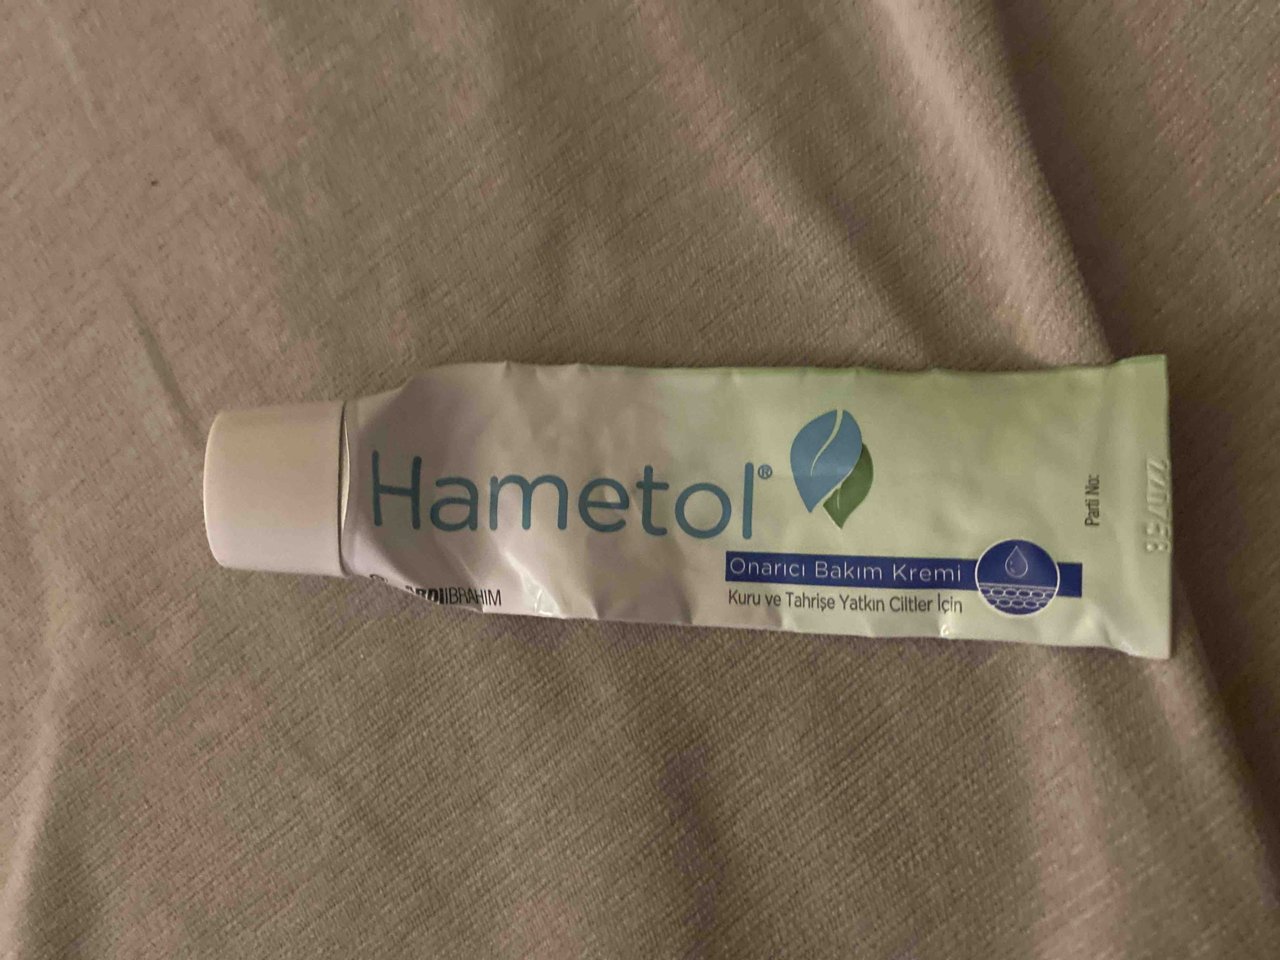 Hametol®
Onarıcı Bakım Kremi
Kuru ve Tahrişe Yatkın Ciltler İçin
IBRAHIM
Parti No: